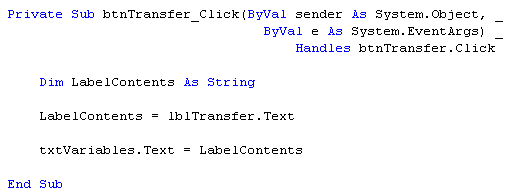 Private Sub btnTransfer_Click(ByVal sender As System.Object, _
ByVal e As System.EventArgs) _
Handles btnTransfer.Click
Dim LabelContents As String
LabelContents = lblTransfer.Text
txtVariables.Text = LabelContents
End Sub